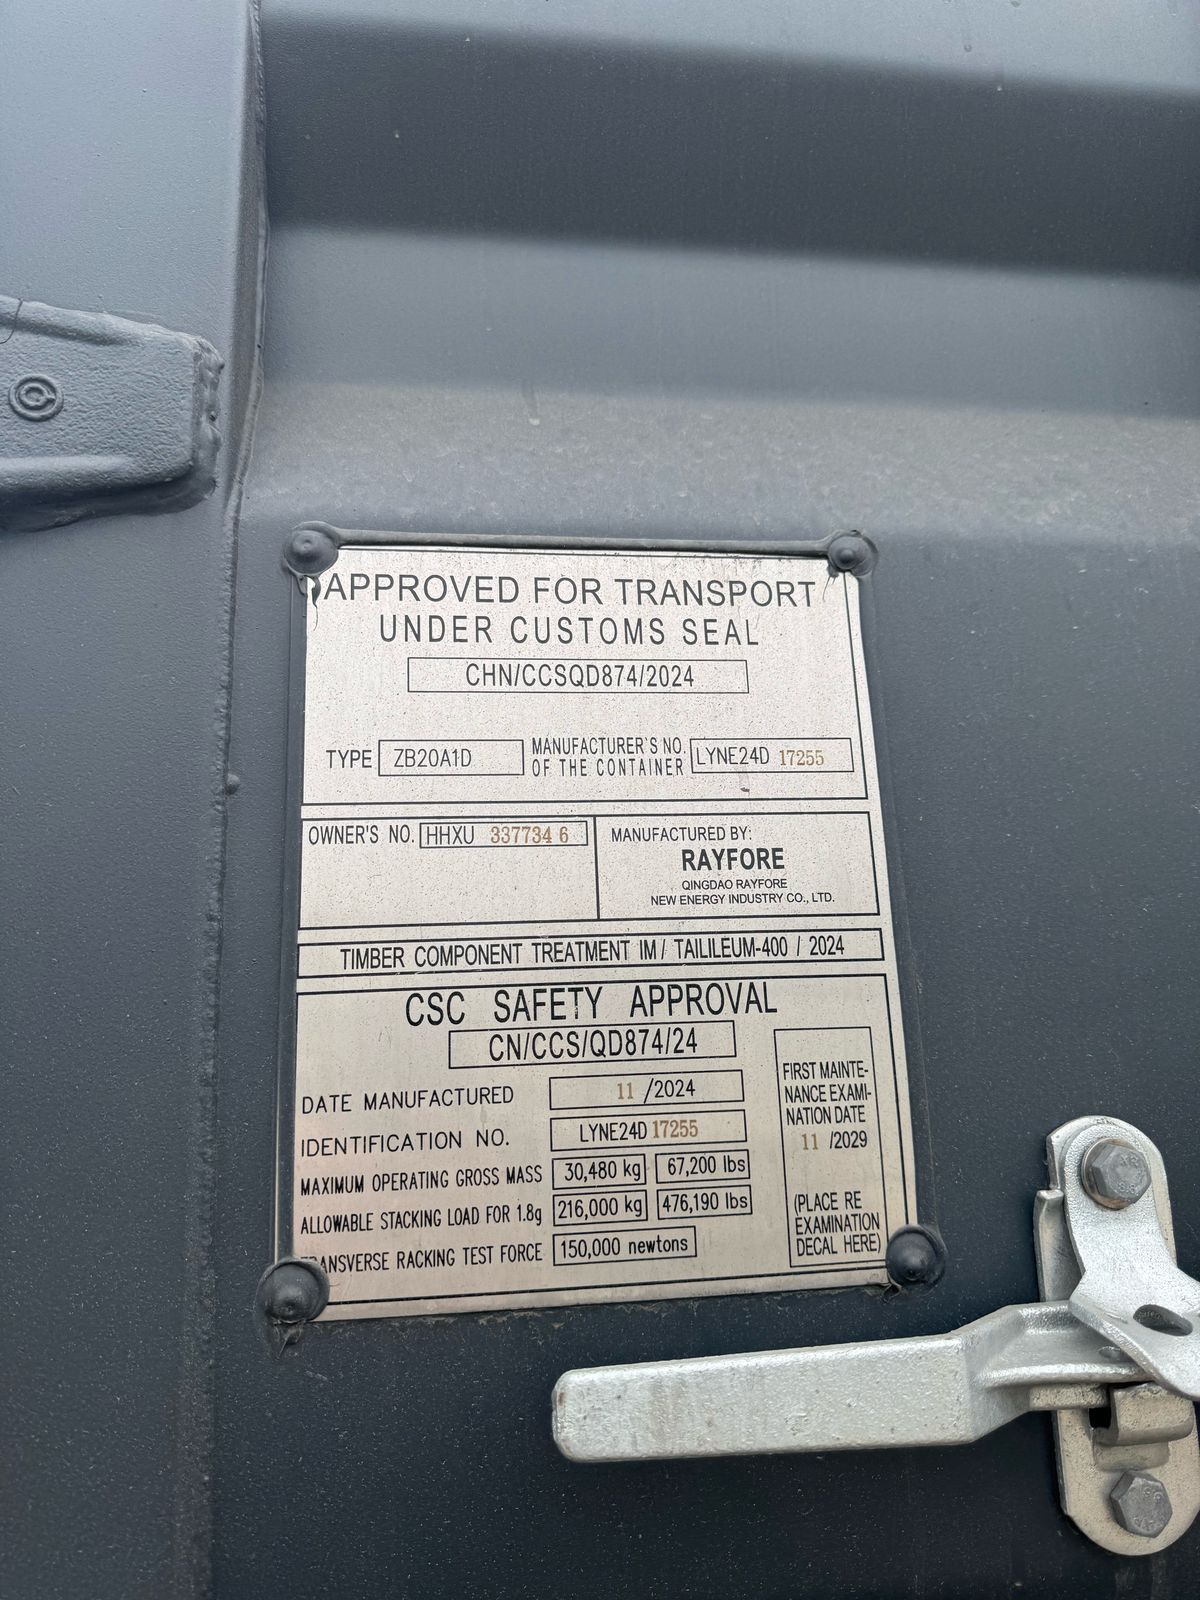 APPROVED FOR TRANSPORT
UNDER CUSTOMS SEAL
CHN/CCSQD874/2024
TYPE ZB20A1D MANUFACTURER'S NO. OF THE CONTAINER LYNE24D 17255
OWNER'S NO. HHXU 337734 6
MANUFACTURED BY:
RAYFORE
QINGDAO RAYFORE
NEW ENERGY INDUSTRY CO., LTD.
TIMBER COMPONENT TREATMENT IM / TAILILEUM-400 / 2024
CSC SAFETY APPROVAL
CN/CCS/QD874/24
DATE MANUFACTURED 11 /2024
IDENTIFICATION NO. LYNE24D 17255
MAXIMUM OPERATING GROSS MASS 30,480 kg 67,200 lbs
ALLOWABLE STACKING LOAD FOR 1.8g 216,000 kg 476,190 lbs
TRANSVERSE RACKING TEST FORCE 150,000 newtons
FIRST MAINTE-
NANCE EXAMI-
NATION DATE
11 /2029
(PLACE RE
EXAMINATION
DECAL HERE)